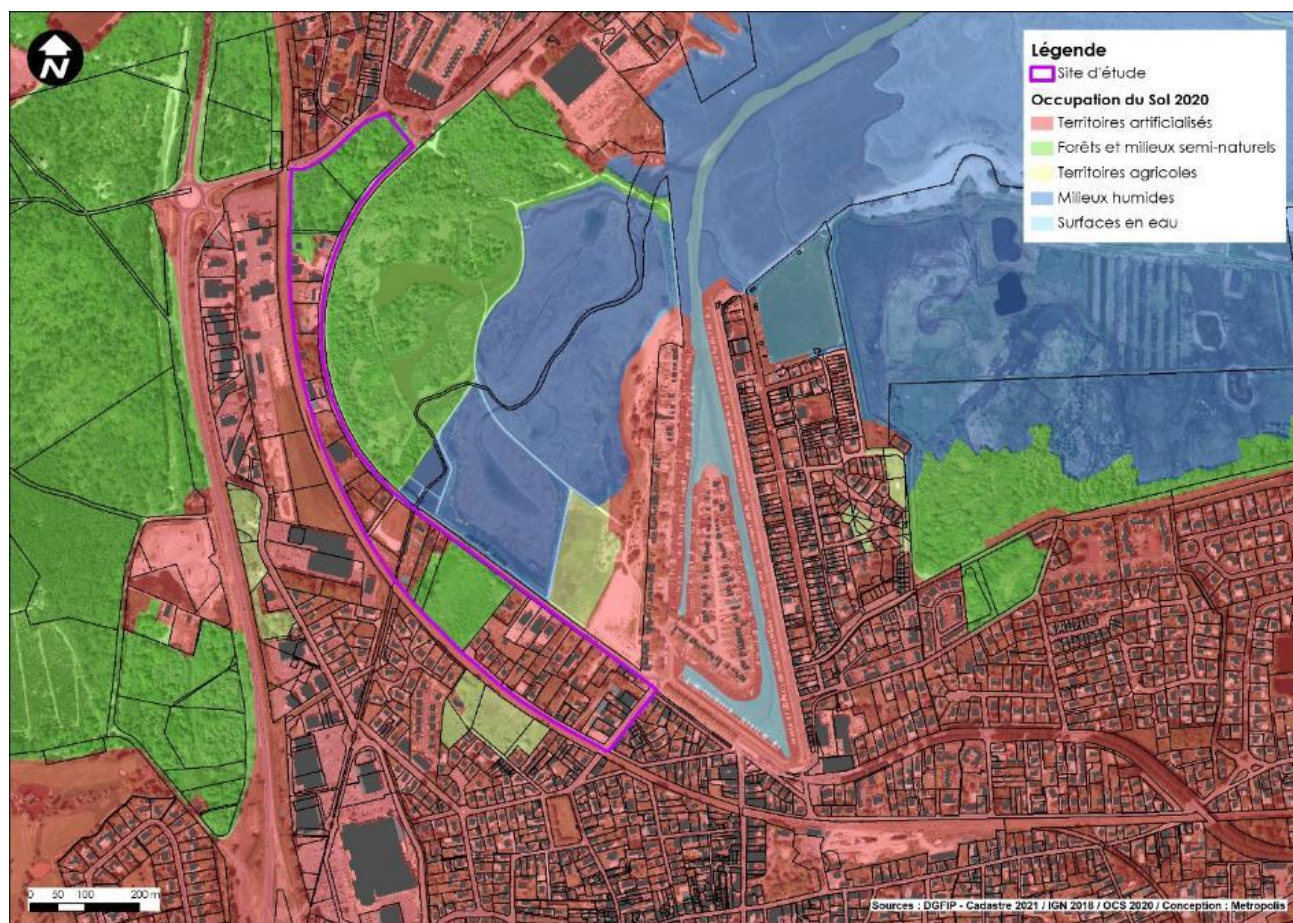 N
Légende
Site d'étude
Occupation du Sol 2020
Territoires artificialisés
Forêts et milieux semi-naturels
Territoires agricoles
Milieux humides
Surfaces en eau
0 50 100 200 m
Sources : DGFIP - Cadastre 2021 / IGN 2018 / OCS 2020 / Conception : Metropolis